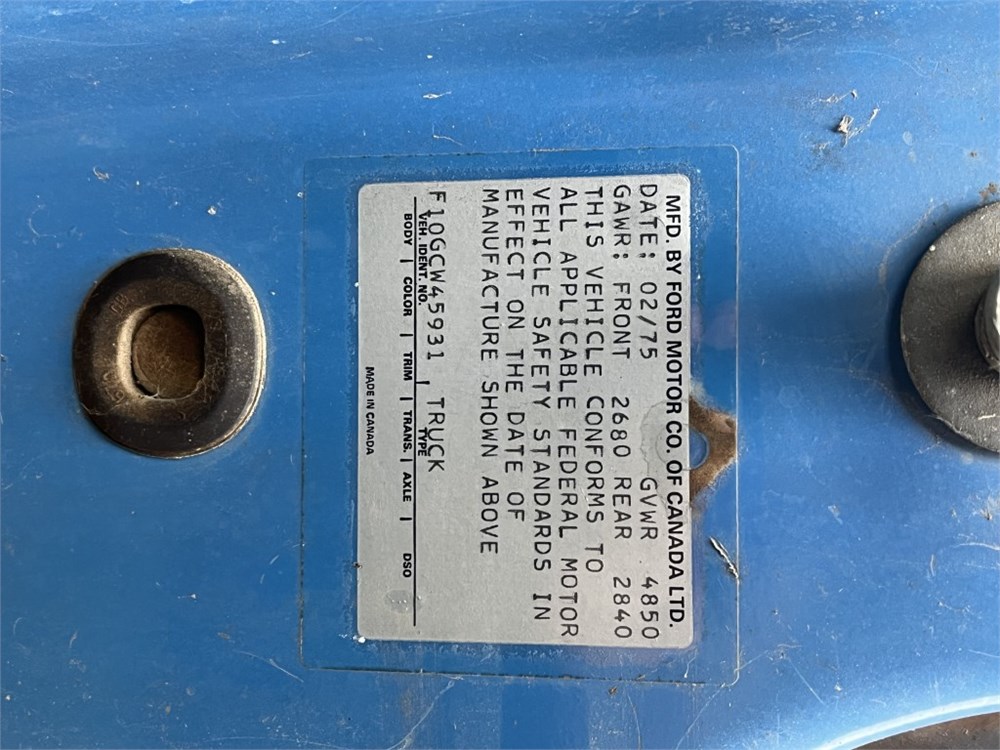 MFD. BY FORD MOTOR CO. OF CANADA LTD.
DATE: 02/75 GVWR 4850
GAWR: FRONT 2680 REAR 2840
THIS VEHICLE CONFORMS TO
ALL APPLICABLE FEDERAL MOTOR
VEHICLE SAFETY STANDARDS IN
EFFECT ON THE DATE OF
MANUFACTURE SHOWN ABOVE
F10GCW45931 TRUCK
VEH. IDENT. NO. | TYPE
BODY | COLOR | TRIM | TRANS. | AXLE | DSO
MADE IN CANADA